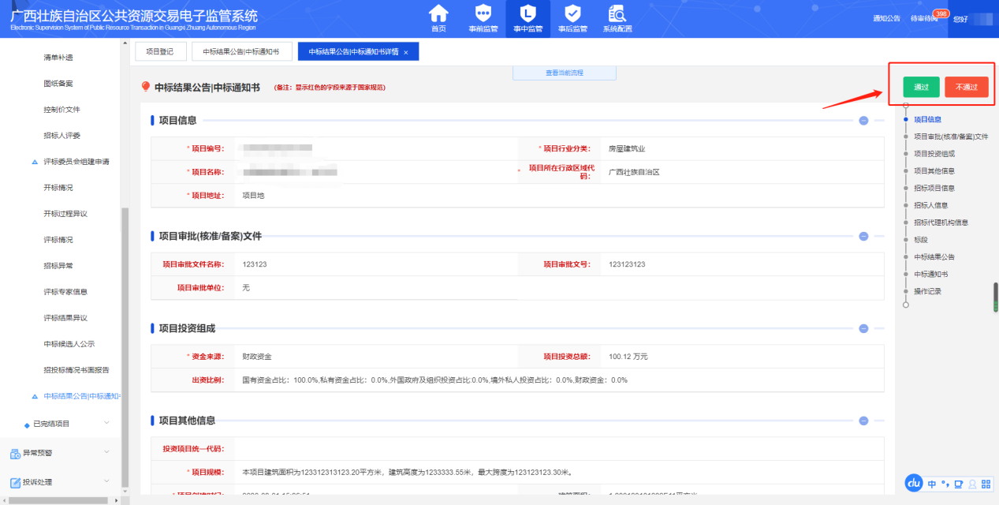 广西壮族自治区公共资源交易电子监管系统
Electronic Supervision System of Public Resource Transaction in Guangxi Zhuang Autonomous Region
首页
事前监管
事中监管
事后监管
系统配置
通知公告
待审待阅
398
您好
清单补遗
图纸备案
控制价文件
招标人评委
评标委员会组建申请
开标情况
开标过程异议
评标情况
招标异常
评标专家信息
评标结果异议
中标候选人公示
招投标情况书面报告
中标结果公告|中标通知书
已完结项目
异常预警
投诉处理
项目登记
中标结果公告|中标通知书
中标结果公告|中标通知书详情 ×
查看当前流程
中标结果公告|中标通知书 (备注：显示红色的字段来源于国家规范)
通过
不通过
项目信息
* 项目编号：
* 项目行业分类： 房屋建筑业
* 项目名称：
* 项目所在行政区域代码： 广西壮族自治区
* 项目地址： 项目地
项目审批(核准/备案)文件
项目审批文件名称： 123123
项目审批文号： 123123123
项目审批单位： 无
项目投资组成
* 资金来源： 财政资金
项目投资总额： 100.12 万元
出资比例： 国有资金占比：100.0%,私有资金占比：0.0%,外国政府及组织投资占比:0.0%,境外私人投资占比：0.0%,财政资金：0.0%
项目其他信息
投资项目统一代码：
* 项目规模： 本项目建筑面积为123312313123.20平方米，建筑高度为1233333.55米，最大跨度为123123123.30米。
项目信息
项目审批(核准/备案)文件
项目投资组成
项目其他信息
招标项目信息
招标人信息
招标代理机构信息
标段
中标结果公告
中标通知书
操作记录
du 中